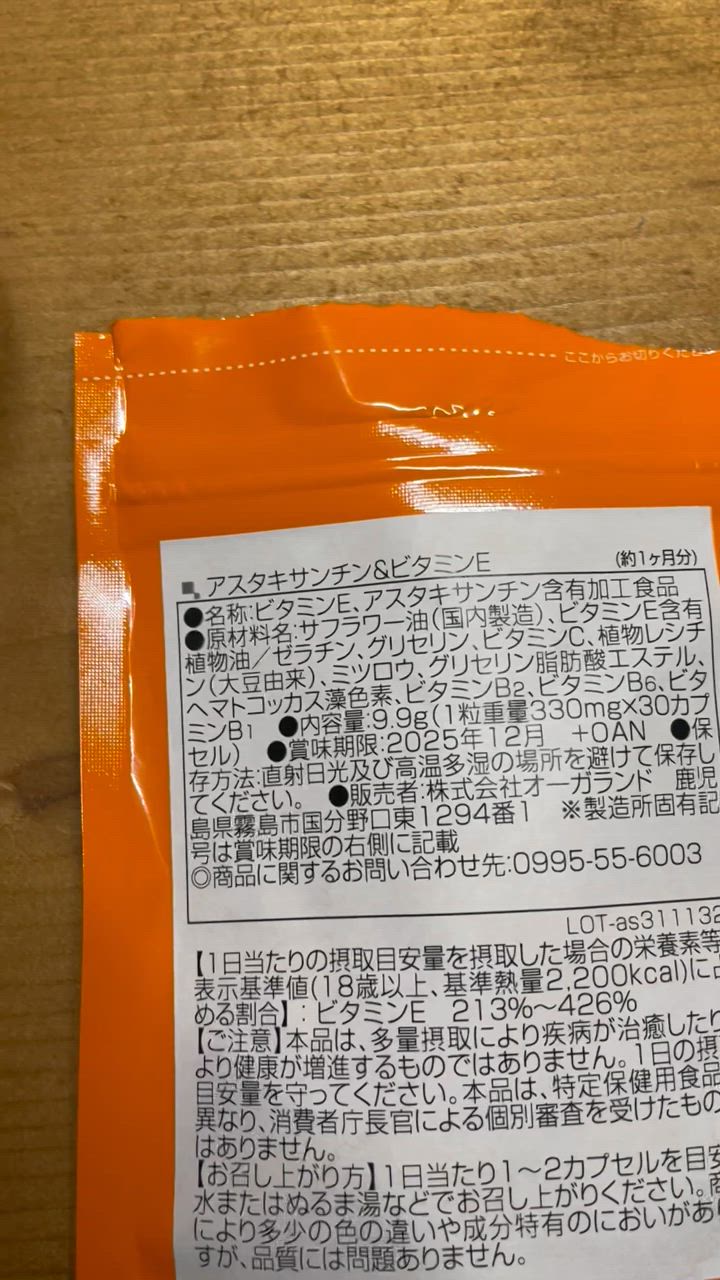 ここからお切りくださ
アスタキサンチン&ビタミンE (約1ヶ月分)
●名称:ビタミンE、アスタキサンチン含有加工食品
●原材料名:サフラワー油(国内製造)、ビタミンE含有
植物油/ゼラチン、グリセリン、ビタミンC、植物レシチ
ン(大豆由来)、ミツロウ、グリセリン脂肪酸エステル、
ヘマトコッカス藻色素、ビタミンB2、ビタミンB6、ビタ
ミンB1 ●内容量:9.9g(1粒重量330mg×30カプ
セル) ●賞味期限:2025年12月 +OAN ●保
存方法:直射日光及び高温多湿の場所を避けて保存し
てください。 ●販売者:株式会社オーガランド 鹿児
島県霧島市国分野口東1294番1 ※製造所固有記
号は賞味期限の右側に記載
◎商品に関するお問い合わせ先:0995-55-6003
LOT-as311132
【1日当たりの摂取目安量を摂取した場合の栄養素等
表示基準値(18歳以上、基準熱量2,200kcal)に占
める割合】:ビタミンE 213%~426%
【ご注意】本品は、多量摂取により疾病が治癒したり
より健康が増進するものではありません。1日の摂
目安量を守ってください。本品は、特定保健用食品
異なり、消費者庁長官による個別審査を受けたもの
はありません。
【お召し上がり方】1日当たり1~2カプセルを目安
水またはぬるま湯などでお召し上がりください。商
により多少の色の違いや成分特有のにおいがあり
すが、品質には問題ありません。